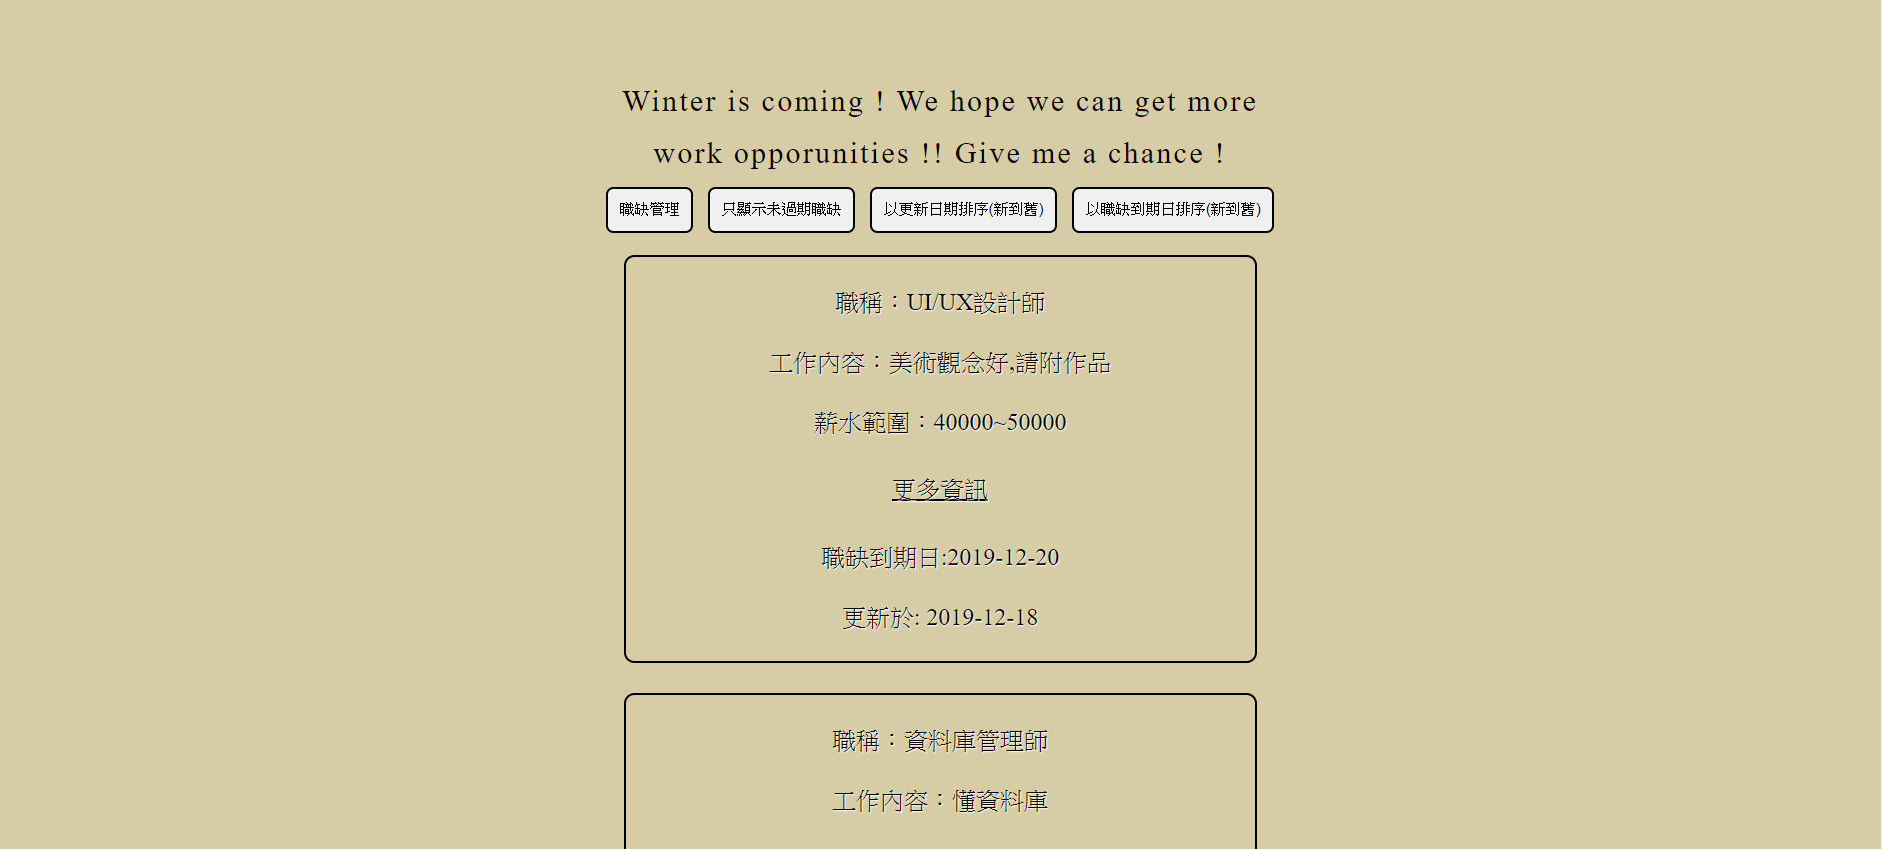 Winter is coming ! We hope we can get more
work opporunities !! Give me a chance !
職缺管理 只顯示未過期職缺 以更新日期排序(新到舊) 以職缺到期日排序(新到舊)
職稱：UI/UX設計師
工作內容：美術觀念好,請附作品
薪水範圍：40000~50000
更多資訊
職缺到期日:2019-12-20
更新於: 2019-12-18
職稱：資料庫管理師
工作內容：懂資料庫